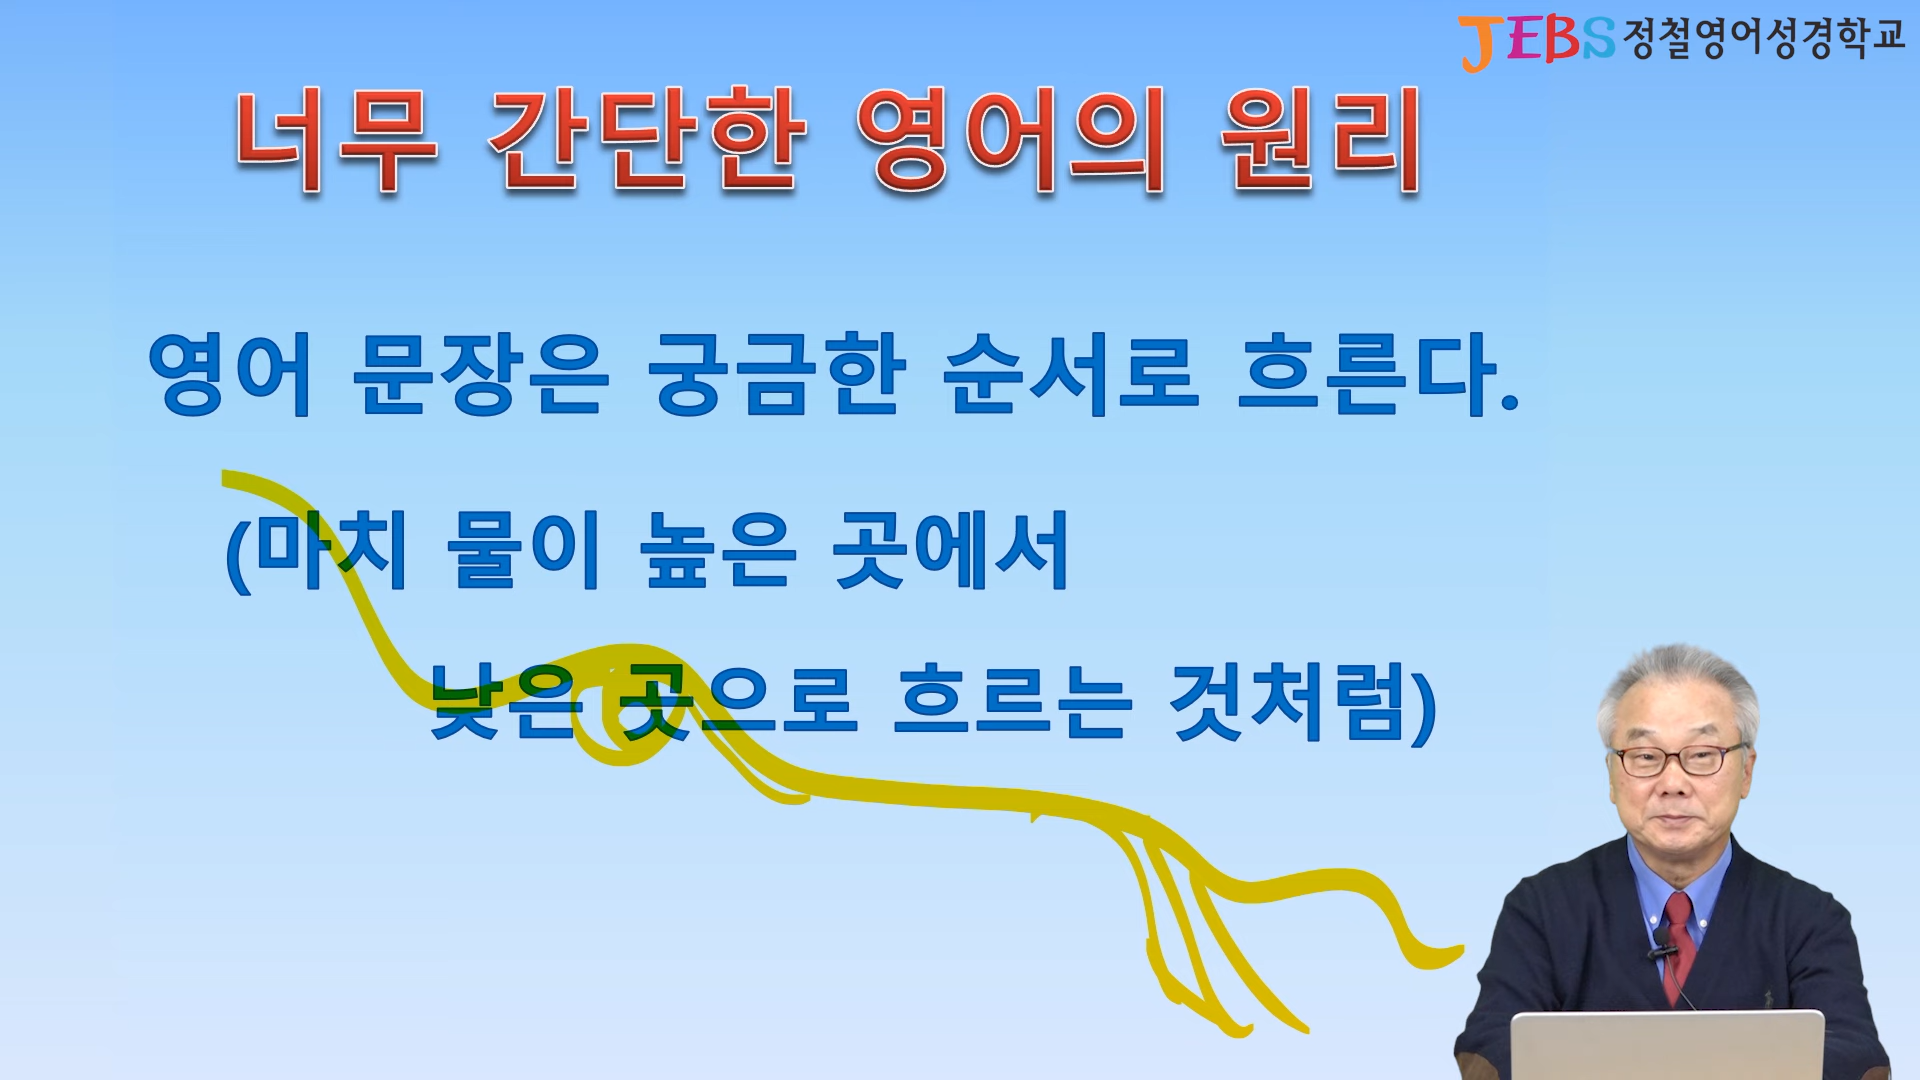 JEBS 정철영어성경학교
너무 간단한 영어의 원리
영어 문장은 궁금한 순서로 흐른다.
(마치 물이 높은 곳에서
낮은 곳으로 흐르는 것처럼)